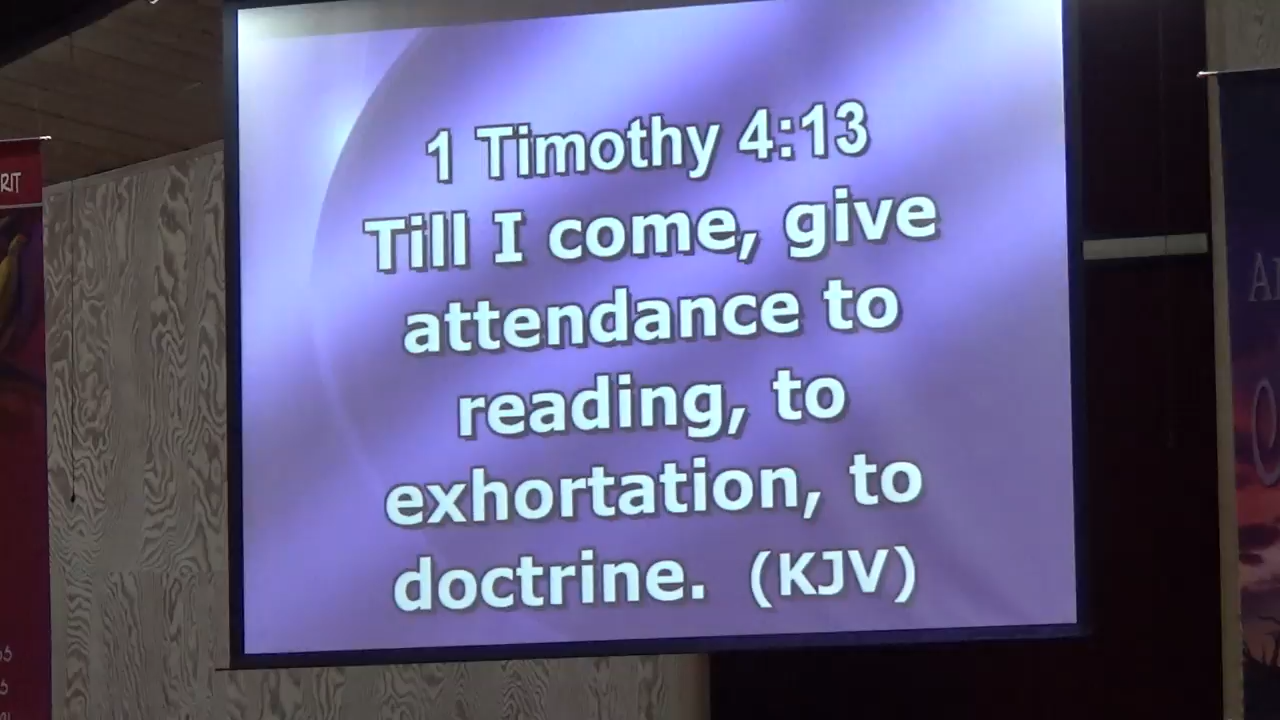 1 Timothy 4:13
Till I come, give
attendance to
reading, to
exhortation, to
doctrine. (KJV)